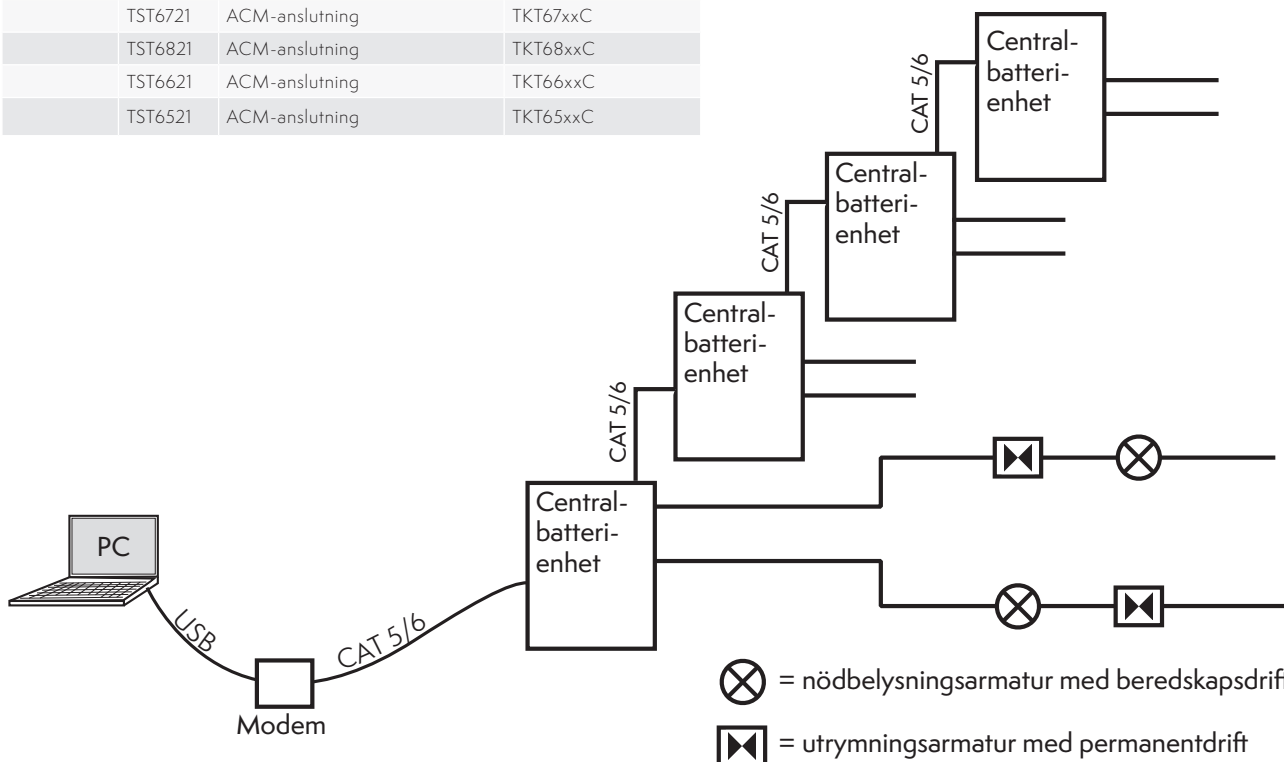 TST6721 ACM-anslutning TKT67xxC
TST6821 ACM-anslutning TKT68xxC
TST6621 ACM-anslutning TKT66xxC
TST6521 ACM-anslutning TKT65xxC
CAT 5/6
Central-
batteri-
enhet
CAT 5/6
Central-
batteri-
enhet
CAT 5/6
Central-
batteri-
enhet
Central-
batteri-
enhet
PC
USB
CAT 5/6
Modem
= nödbelysningsarmatur med beredskapsdrift
= utrymningsarmatur med permanentdrift